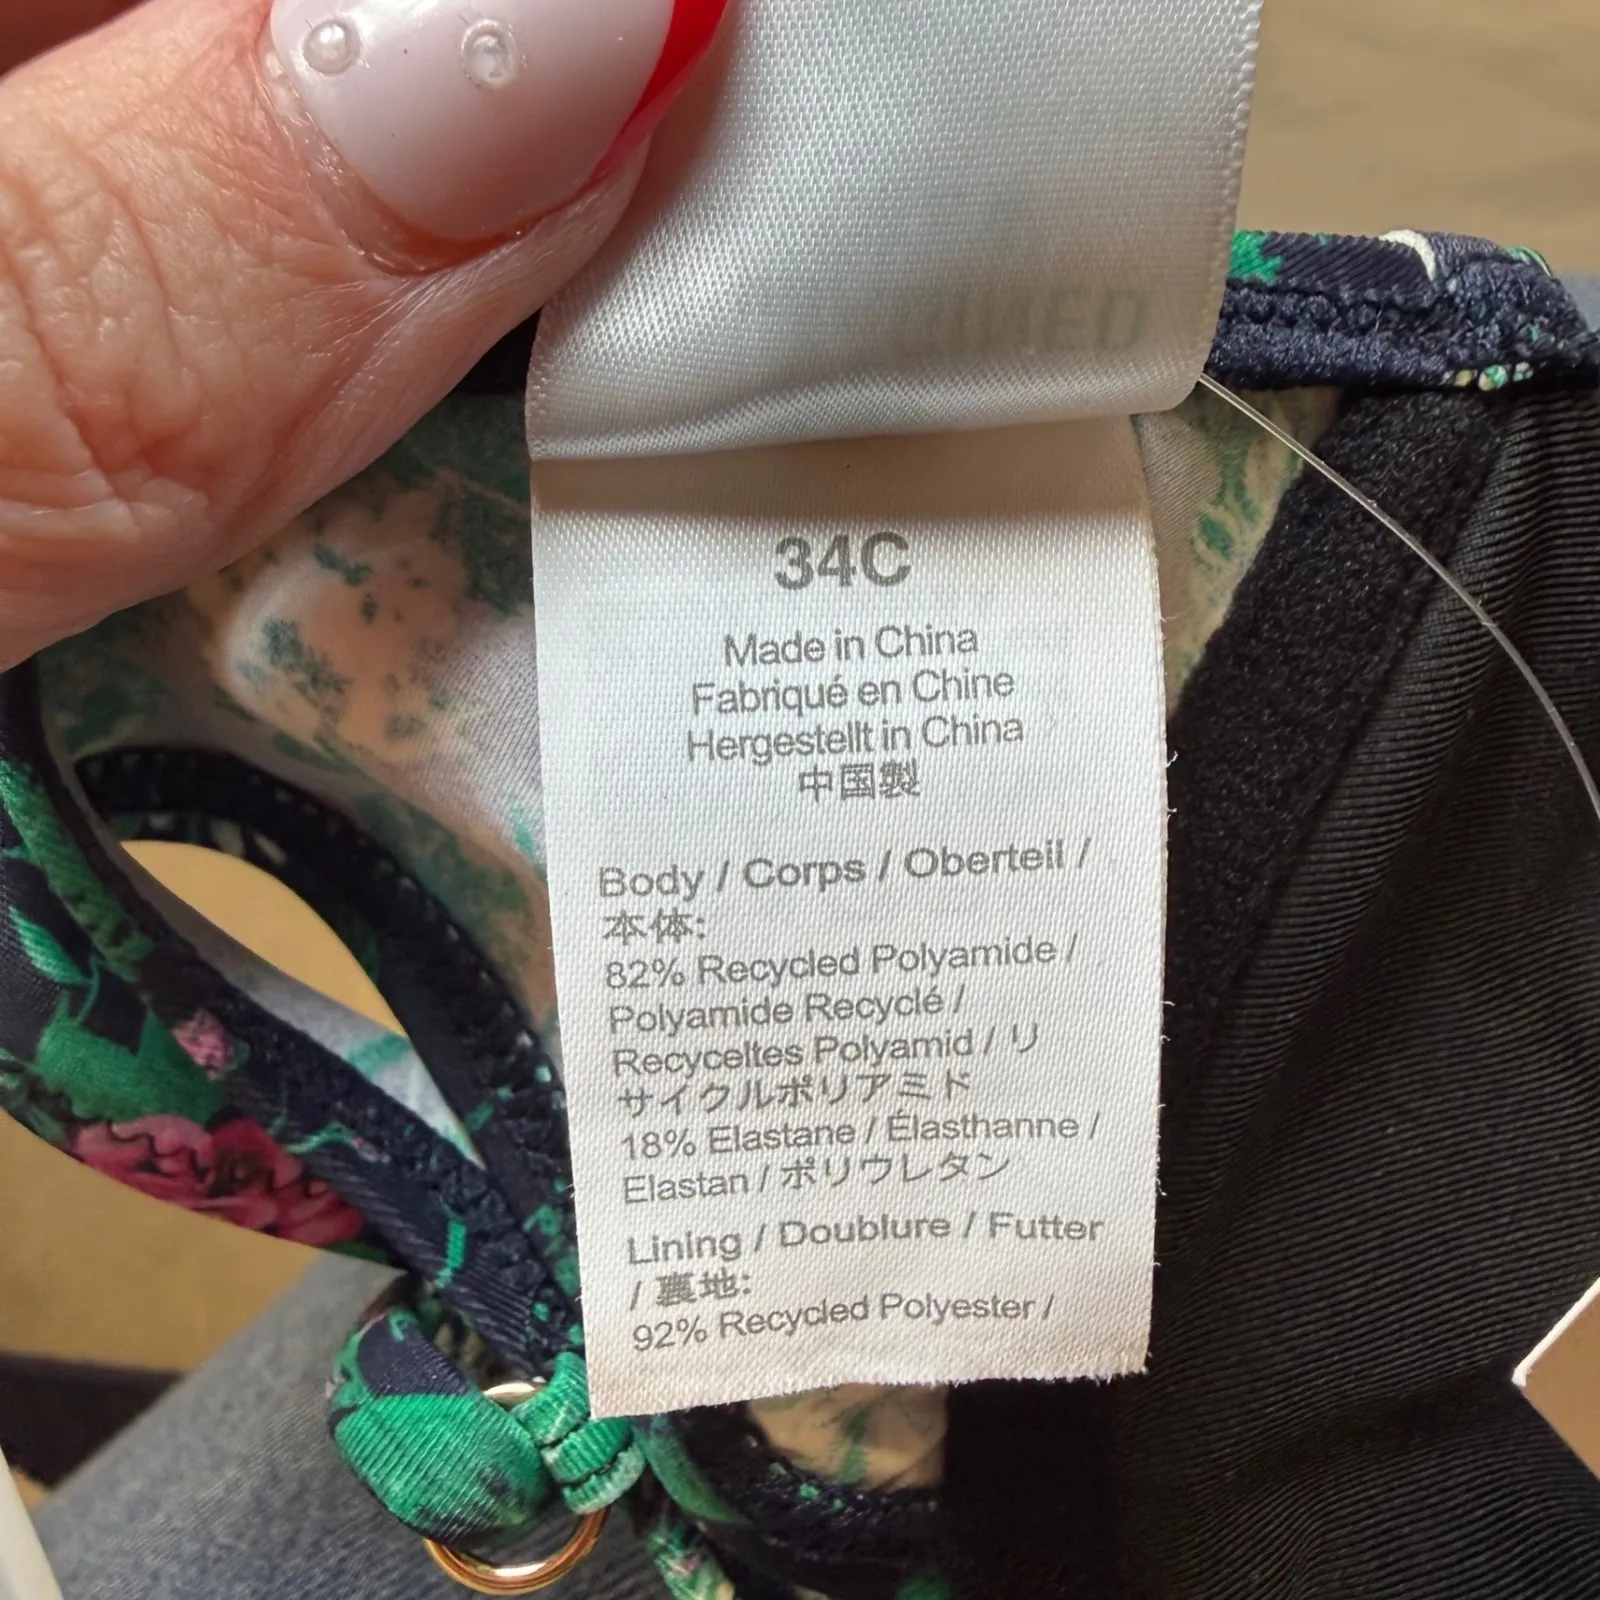 34C
Made in China
Fabriqué en Chine
Hergestellt in China
中国製
Body / Corps / Oberteil /
本体:
82% Recycled Polyamide /
Polyamide Recyclé /
Recyceltes Polyamid / リ
サイクルポリアミド
18% Elastane / Élasthanne /
Elastan / ポリウレタン
Lining / Doublure / Futter
/ 裏地:
92% Recycled Polyester /